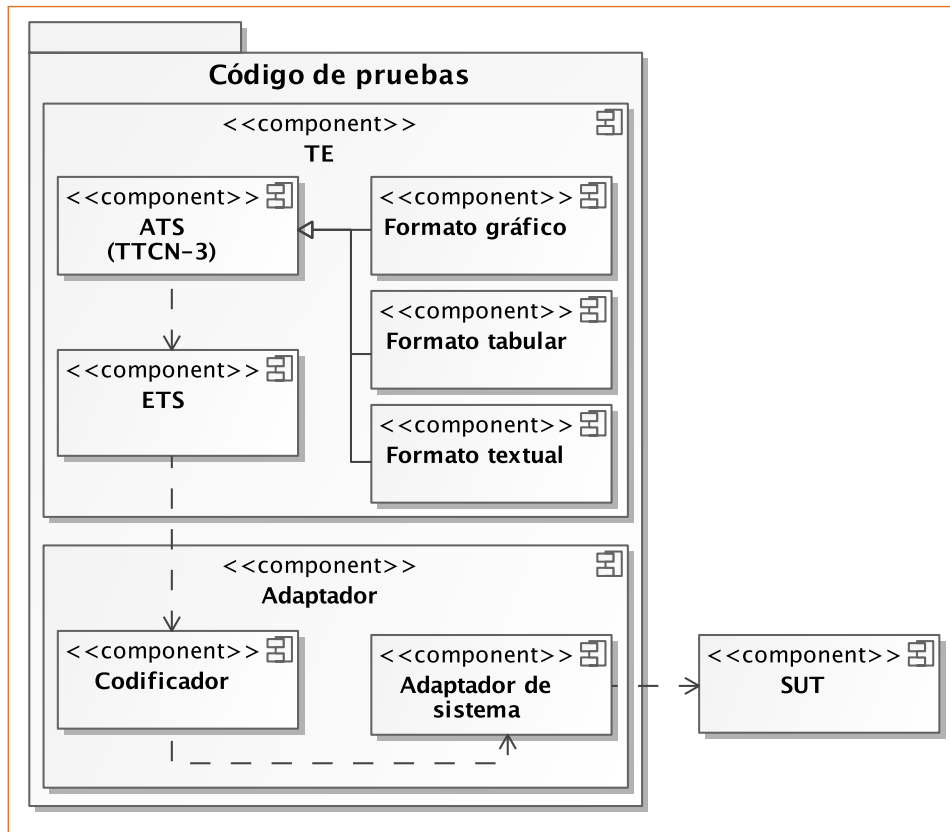 Código de pruebas
<<component>>
TE
<<component>>
ATS
(TTCN-3)
<<component>>
Formato gráfico
<<component>>
Formato tabular
<<component>>
ETS
<<component>>
Formato textual
<<component>>
Adaptador
<<component>>
Codificador
<<component>>
Adaptador de
sistema
<<component>>
SUT